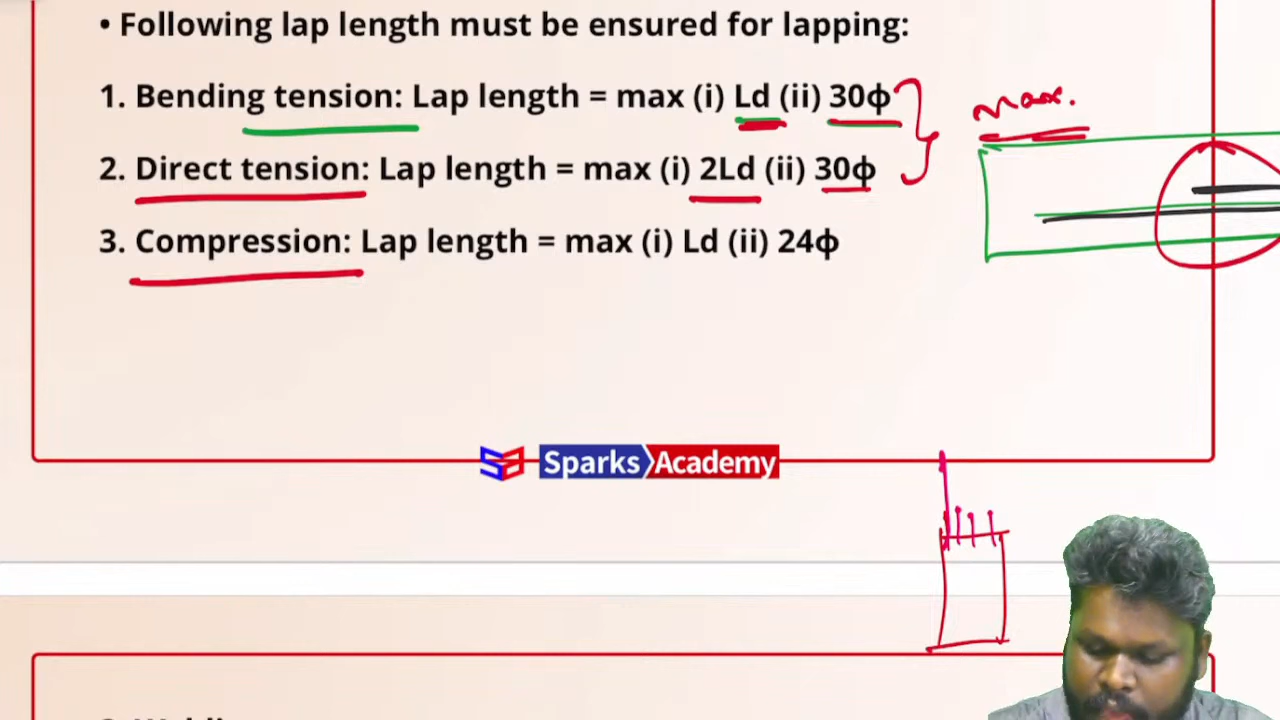 • Following lap length must be ensured for lapping:
1. Bending tension: Lap length = max (i) Ld (ii) 30ϕ
max.
2. Direct tension: Lap length = max (i) 2Ld (ii) 30ϕ
3. Compression: Lap length = max (i) Ld (ii) 24ϕ
Sparks Academy